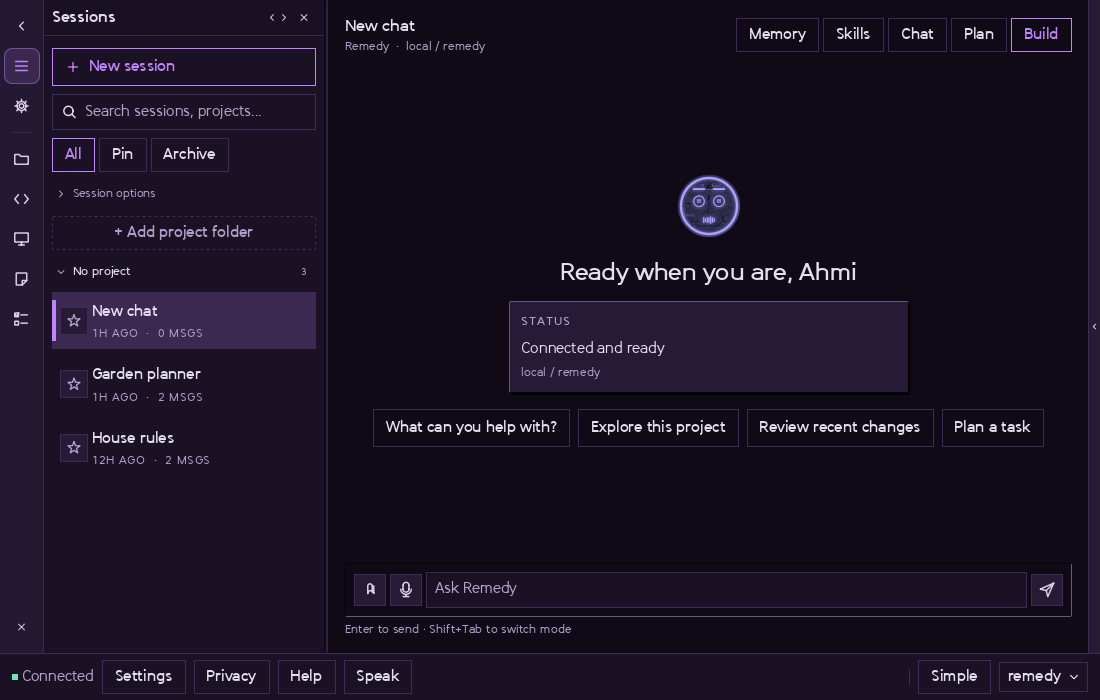 Sessions
New session
Search sessions, projects...
All
Pin
Archive
Session options
+ Add project folder
No project
3
New chat
1H AGO · 0 MSGS
Garden planner
1H AGO · 2 MSGS
House rules
12H AGO · 2 MSGS
New chat
Remedy · local / remedy
Memory
Skills
Chat
Plan
Build
Ready when you are, Ahmi
STATUS
Connected and ready
local / remedy
What can you help with?
Explore this project
Review recent changes
Plan a task
Ask Remedy
Enter to send · Shift+Tab to switch mode
Connected
Settings
Privacy
Help
Speak
Simple
remedy